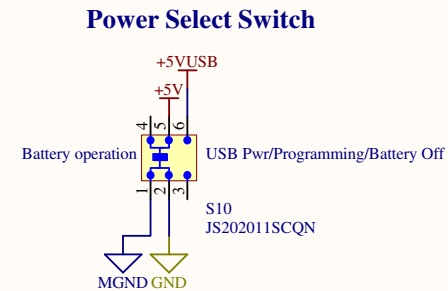 Power Select Switch
+5VUSB
+5V
4 5 6
Battery operation
USB Pwr/Programming/Battery Off
1 2 3
S10
JS202011SCQN
MGND GND